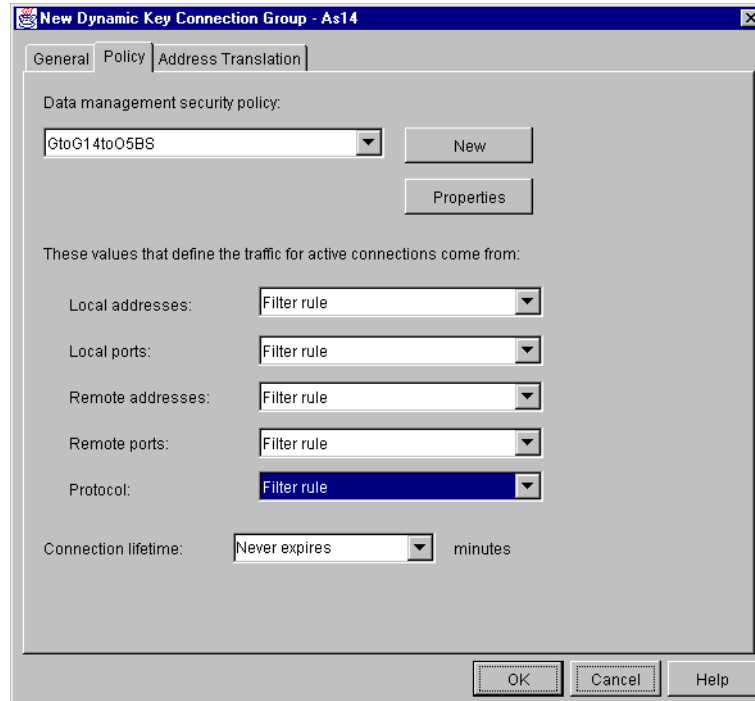 New Dynamic Key Connection Group - As14
General Policy Address Translation
Data management security policy:
GtoG14toO5BS New
Properties
These values that define the traffic for active connections come from:
Local addresses: Filter rule
Local ports: Filter rule
Remote addresses: Filter rule
Remote ports: Filter rule
Protocol: Filter rule
Connection lifetime: Never expires minutes
OK Cancel Help